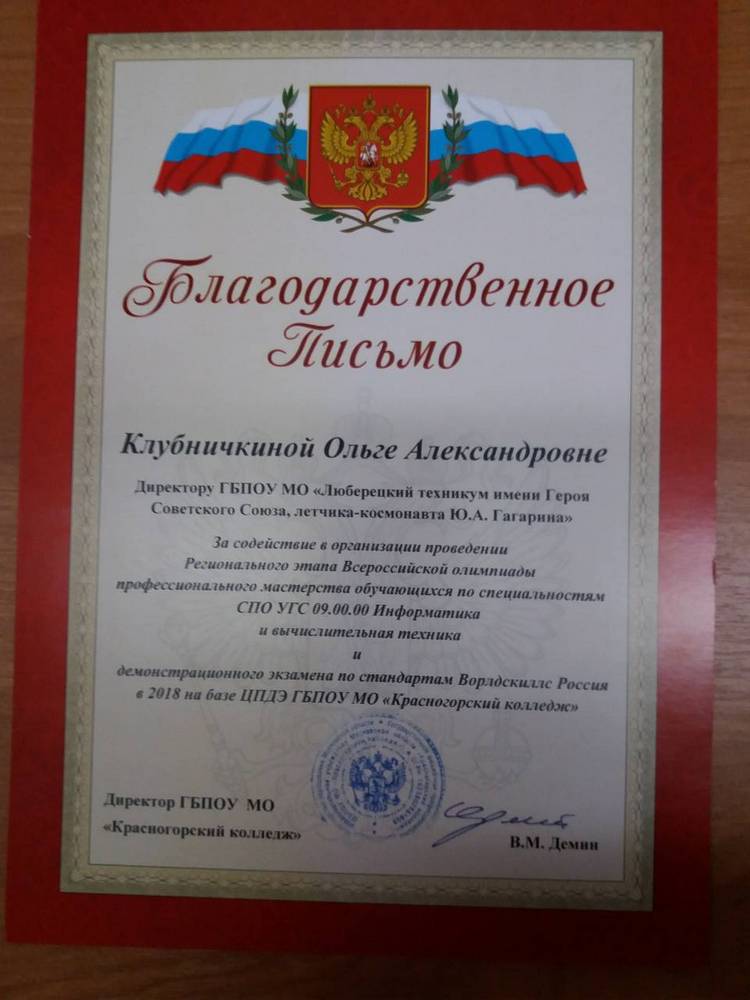 Благодарственное
Письмо
Клубничкиной Ольге Александровне
Директору ГБПОУ МО «Люберецкий техникум имени Героя
Советского Союза, летчика-космонавта Ю.А. Гагарина»
За содействие в организации проведении
Регионального этапа Всероссийской олимпиады
профессионального мастерства обучающихся по специальностям
СПО УГС 09.00.00 Информатика
и вычислительная техника
и
демонстрационного экзамена по стандартам Ворлдскиллс Россия
в 2018 на базе ЦПДЭ ГБПОУ МО «Красногорский колледж»
Директор ГБПОУ МО
«Красногорский колледж»
В.М. Демин